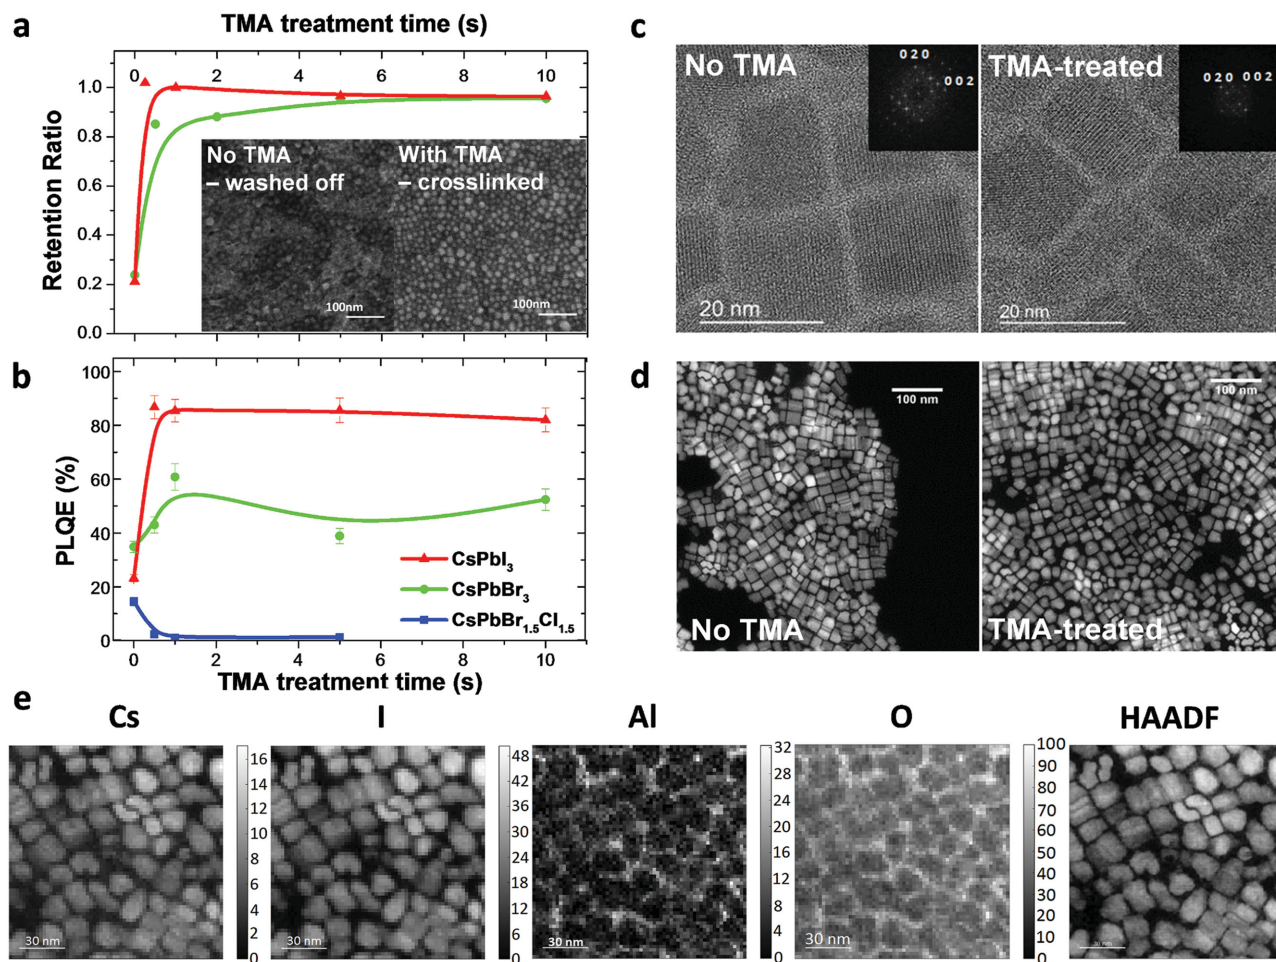 a
TMA treatment time (s)
0 2 4 6 8 10
1.0
0.8
0.6
0.4
0.2
0.0
Retention Ratio
No TMA
– washed off
100nm
With TMA
– crosslinked
100nm
b
100
80
60
40
20
0
PLQE (%)
CsPbI3
CsPbBr3
CsPbBr1.5Cl1.5
0 2 4 6 8 10
TMA treatment time (s)
c
No TMA
0 2 0
0 0 2
20 nm
TMA-treated
0 2 0 0 0 2
20 nm
d
100 nm
No TMA
100 nm
TMA-treated
e
Cs
30 nm
16
14
12
10
8
6
4
2
0
I
30 nm
48
42
36
30
24
18
12
6
0
Al
30 nm
32
28
24
20
16
12
8
4
0
O
30 nm
100
90
80
70
60
50
40
30
20
10
0
HAADF
30 nm